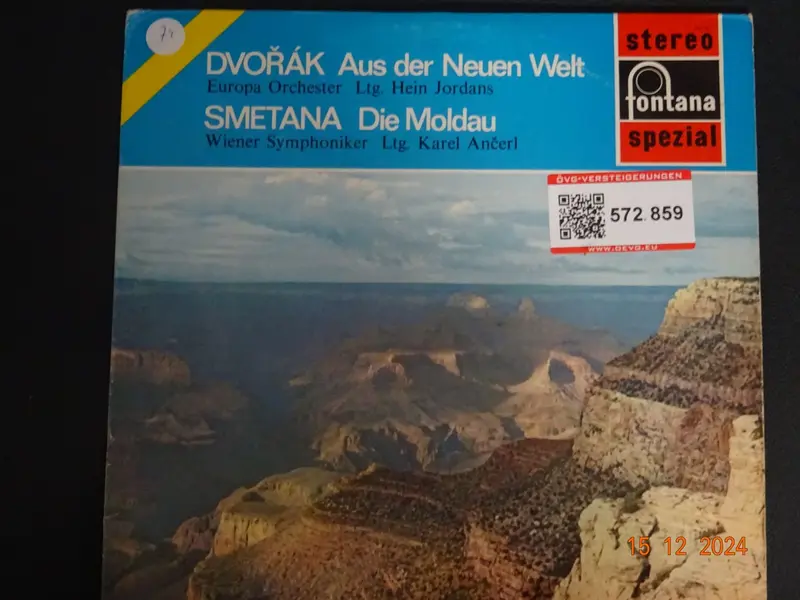 74
DVOŘÁK Aus der Neuen Welt
Europa Orchester Ltg. Hein Jordans
SMETANA Die Moldau
Wiener Symphoniker Ltg. Karel Ančerl
stereo
fontana
spezial
ÖVG-VERSTEIGERUNGEN
572.859
WWW.OEVG.EU
15 12 2024